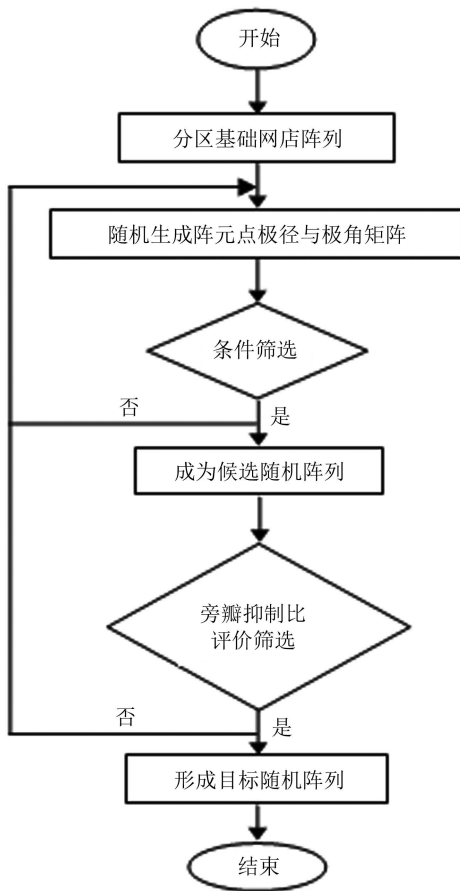 开始
分区基础网店阵列
随机生成阵元点极径与极角矩阵
条件筛选
否
是
成为候选随机阵列
旁瓣抑制比
评价筛选
否
是
形成目标随机阵列
结束